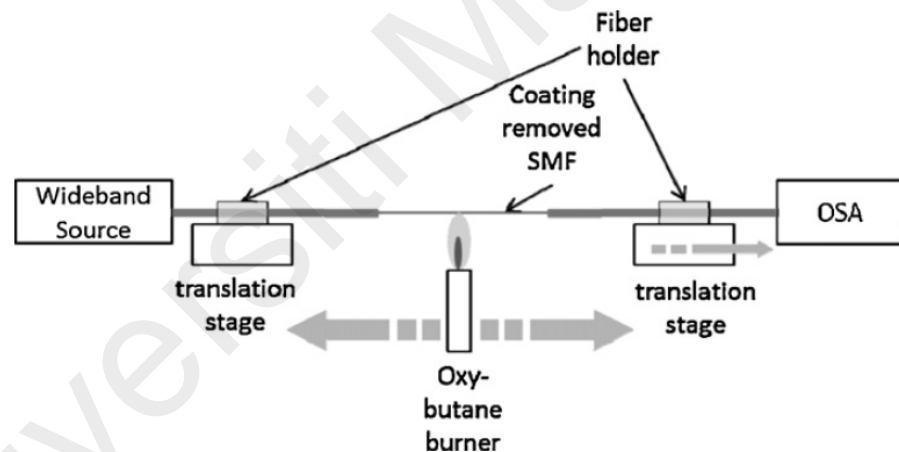 Fiber
holder
Coating
removed
SMF
Wideband
Source
OSA
translation
stage
translation
stage
Oxy-
butane
burner